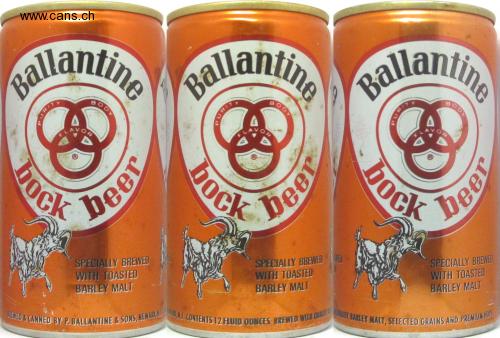 www.cans.ch
Ballantine
PURITY BODY
FLAVOR
®
bock beer
SPECIALLY BREWED
WITH TOASTED
BARLEY MALT
BREWED & CANNED BY P. BALLANTINE & SONS, NEWARK,
Ballantine
PURITY BODY
FLAVOR
®
bock beer
SPECIALLY BREWED
WITH TOASTED
BARLEY MALT
N.J. CONTENTS 12 FLUID OUNCES. BREWED WITH
Ballantine
PURITY BODY
FLAVOR
®
bock beer
SPECIALLY BREWED
WITH TOASTED
BARLEY MALT
BARLEY MALT, SELECTED GRAINS AND PREMIUM